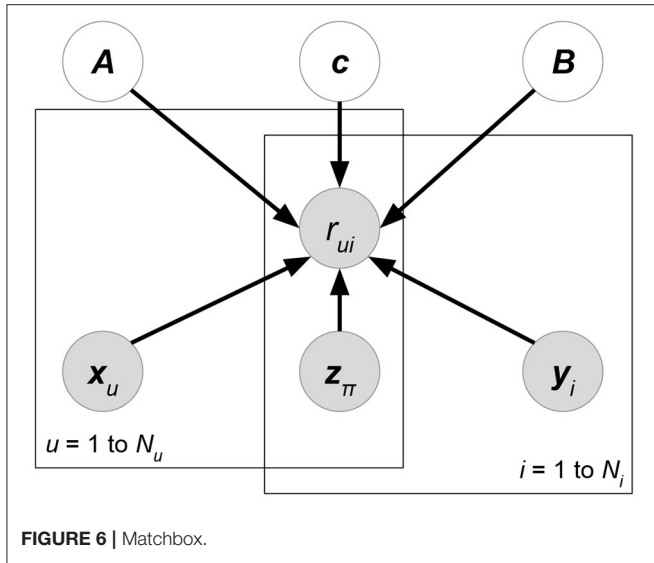 A c B
r_ui
x_u z_π y_i
u = 1 to N_u
i = 1 to N_i
FIGURE 6 | Matchbox.